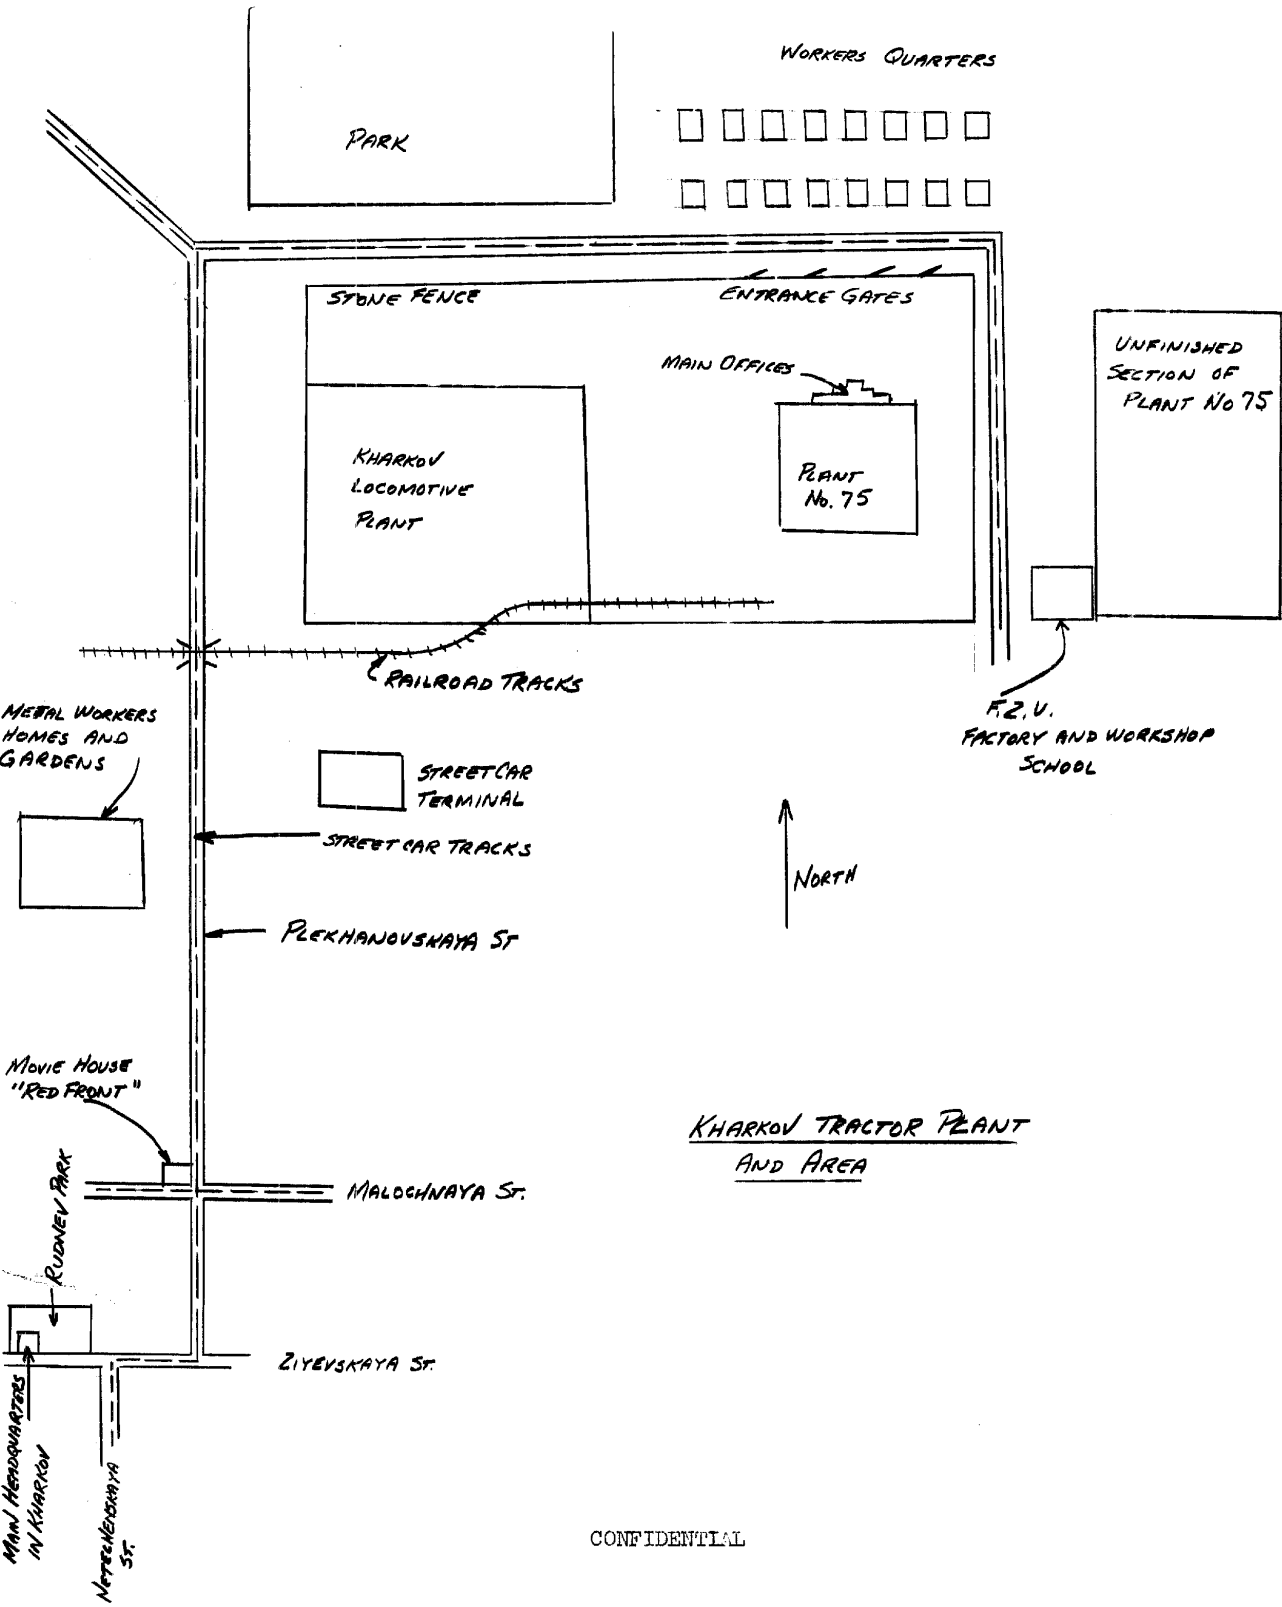 WORKERS QUARTERS
PARK
STONE FENCE
ENTRANCE GATES
MAIN OFFICES
UNFINISHED
SECTION OF
PLANT NO 75
KHARKOV
LOCOMOTIVE
PLANT
PLANT
NO. 75
RAILROAD TRACKS
METAL WORKERS
HOMES AND
GARDENS
F.Z.U.
FACTORY AND WORKSHOP
SCHOOL
STREETCAR
TERMINAL
STREET CAR TRACKS
NORTH
PLEKHANOVSKAYA ST
MOVIE HOUSE
"RED FRONT"
KHARKOV TRACTOR PLANT
AND AREA
RUDNEV PARK
MALOCHNAYA ST.
ZIYEVSKAYA ST.
MAIN HEADQUARTERS
IN KHARKOV
NETECHENSKAYA
ST.
CONFIDENTIAL